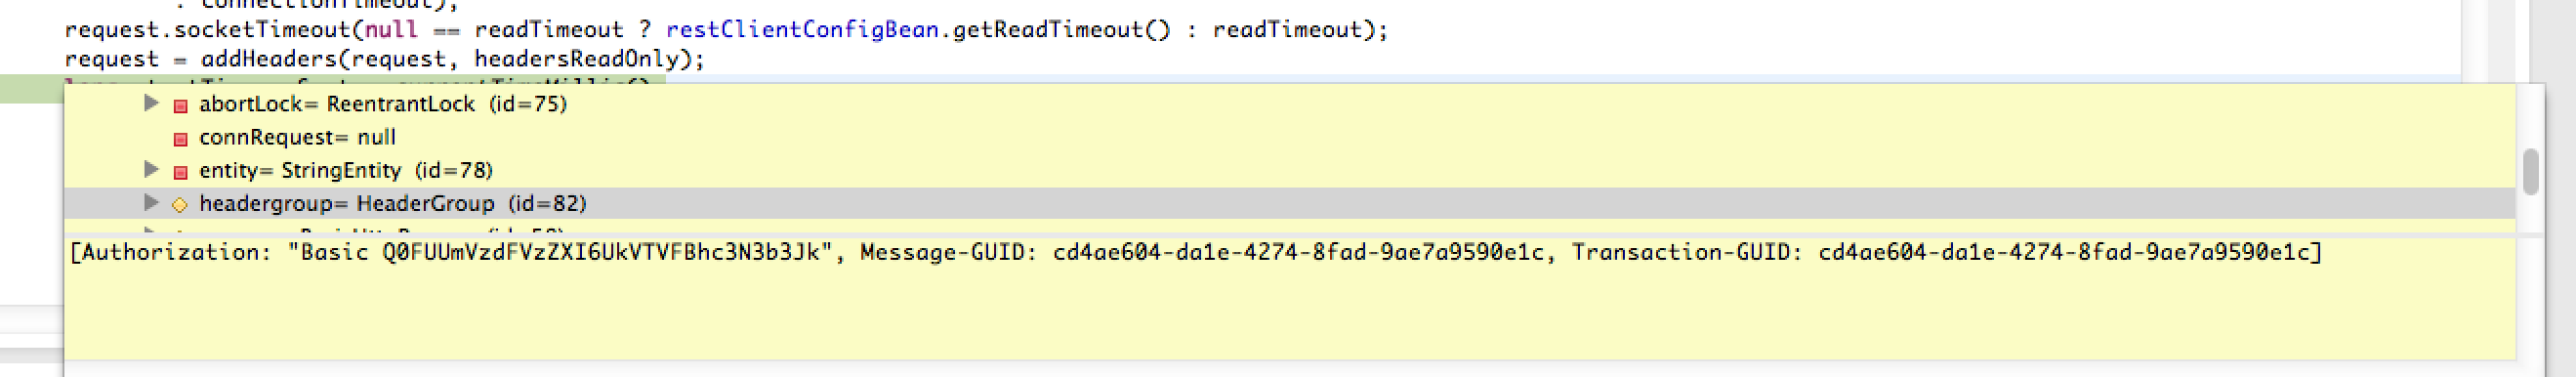 : connectionTimeout);
request.socketTimeout(null == readTimeout ? restClientConfigBean.getReadTimeout() : readTimeout);
request = addHeaders(request, headersReadOnly);
abortLock= ReentrantLock (id=75)
connRequest= null
entity= StringEntity (id=78)
headergroup= HeaderGroup (id=82)
[Authorization: "Basic Q0FUUmVzdFVzZXI6UkVTVFBhc3N3b3Jk", Message-GUID: cd4ae604-da1e-4274-8fad-9ae7a9590e1c, Transaction-GUID: cd4ae604-da1e-4274-8fad-9ae7a9590e1c]